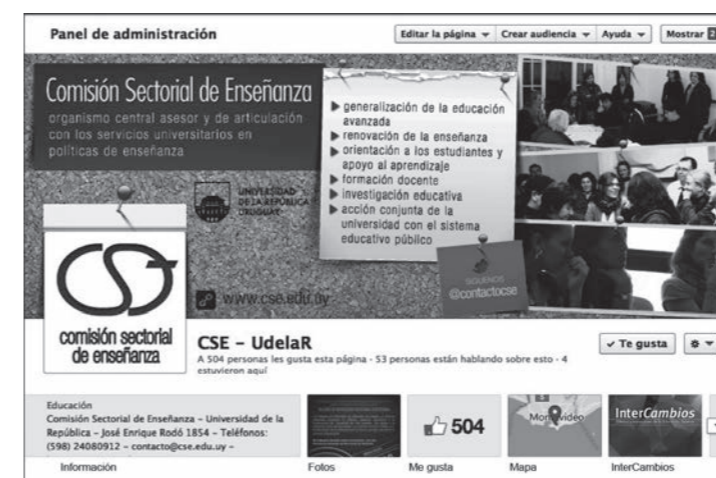 Panel de administración
Editar la página
Crear audiencia
Ayuda
Mostrar 2
Comisión Sectorial de Enseñanza
organismo central asesor y de articulación
con los servicios universitarios en
políticas de enseñanza
generalización de la educación
avanzada
renovación de la enseñanza
orientación a los estudiantes y
apoyo al aprendizaje
formación docente
investigación educativa
acción conjunta de la
universidad con el sistema
educativo público
UNIVERSIDAD
DE LA REPÚBLICA
URUGUAY
www.cse.edu.uy
SIGUENOS
@contactocse
comisión sectorial
de enseñanza
CSE – UdelaR
A 504 personas les gusta esta página · 53 personas están hablando sobre esto · 4
estuvieron aquí
Te gusta
Educación
Comisión Sectorial de Enseñanza – Universidad de la
República – José Enrique Rodó 1854 – Teléfonos:
(598) 24080912 – contacto@cse.edu.uy –
504
5
Montevideo
InterCambios
Información
Fotos
Me gusta
Mapa
InterCambios